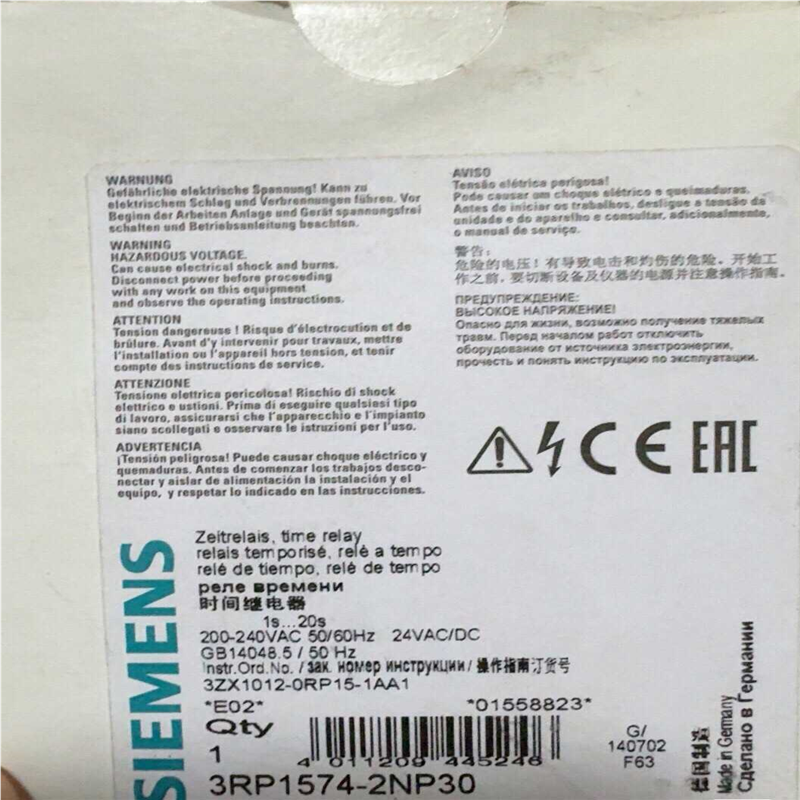 WARNUNG
Gefährliche elektrische Spannung! Kann zu
elektrischem Schlag und Verbrennungen führen. Vor
Beginn der Arbeiten Anlage und Gerät spannungsfrei
schalten und Betriebsanleitung beachten.
WARNING
HAZARDOUS VOLTAGE.
Can cause electrical shock and burns.
Disconnect power before proceeding
with any work on this equipment
and observe the operating instructions.
ATTENTION
Tension dangereuse ! Risque d'électrocution et de
brûlure. Avant d'y intervenir pour travaux, mettre
l'installation ou l'appareil hors tension, et tenir
compte des instructions de service.
ATTENZIONE
Tensione elettrica pericolosa! Rischio di shock
elettrico e ustioni. Prima di eseguire qualsiasi tipo
di lavoro, assicurarsi che l'apparecchio e l'impianto
siano scollegati e osservare le istruzioni per l'uso.
ADVERTENCIA
¡Tensión peligrosa! Puede causar choque eléctrico y
quemaduras. Antes de comenzar los trabajos desco-
nectar y aislar de alimentación la instalación y el
equipo, y respetar lo indicado en las instrucciones.
AVISO
Tensão elétrica perigosa!
Pode causar um choque elétrico e queimaduras.
Antes de iniciar os trabalhos, desligue a tensão da
unidade e do aparelho e consultar, adicionalmente,
o manual de serviço.
警告:
危险的电压！有导致电击和灼伤的危险。开始工
作之前，要切断设备及仪器的电源并注意操作指南。
ПРЕДУПРЕЖДЕНИЕ:
ВЫСОКОЕ НАПРЯЖЕНИЕ!
Опасно для жизни, возможно получение тяжелых
травм. Перед началом работ отключить
оборудование от источника электроэнергии,
прочесть и понять инструкцию по эксплуатации.
CE EAC
SIEMENS
Zeitrelais, time relay
relais temporisé, relè a tempo
relé de tiempo, relé de tempo
реле времени
时间继电器
1s...20s
200-240VAC 50/60Hz 24VAC/DC
GB14048.5 / 50 Hz
Instr.Ord.No. / зак. номер инструкции / 操作指南订货号
3ZX1012-0RP15-1AA1
*E02* *01558823*
Qty
1
4 011209 445246
3RP1574-2NP30
G/
140702
F63
德国制造
Made in Germany
Сделано в Германии